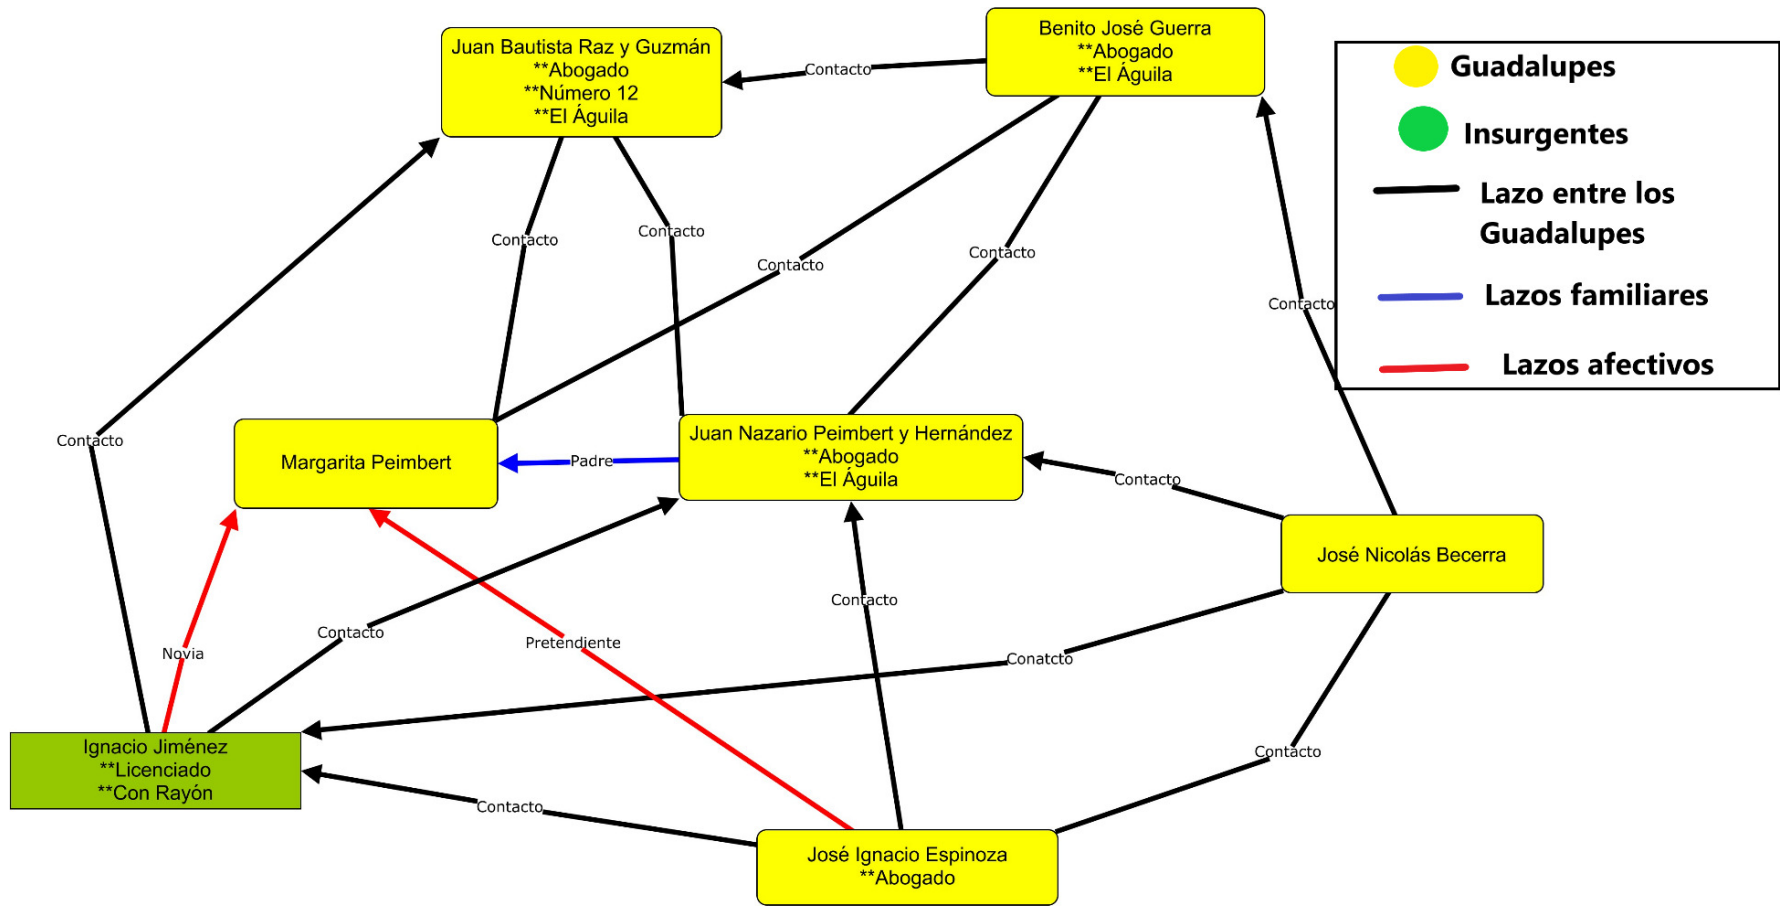 Juan Bautista Raz y Guzmán
**Abogado
**Número 12
**El Águila
Benito José Guerra
**Abogado
**El Águila
Contacto
Guadalupes
Insurgentes
Lazo entre los
Guadalupes
Lazos familiares
Lazos afectivos
Contacto
Contacto
Contacto
Contacto
Contacto
Contacto
Margarita Peimbert
Padre
Juan Nazario Peimbert y Hernández
**Abogado
**El Águila
Contacto
José Nicolás Becerra
Contacto
Contacto
Pretendiente
Novia
Conatcto
Ignacio Jiménez
**Licenciado
**Con Rayón
Contacto
Contacto
José Ignacio Espinoza
**Abogado